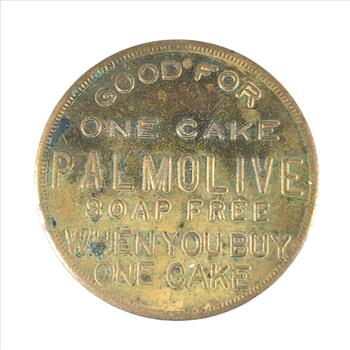 GOOD FOR
ONE CAKE
PALMOLIVE
SOAP FREE
WHEN YOU BUY
ONE CAKE